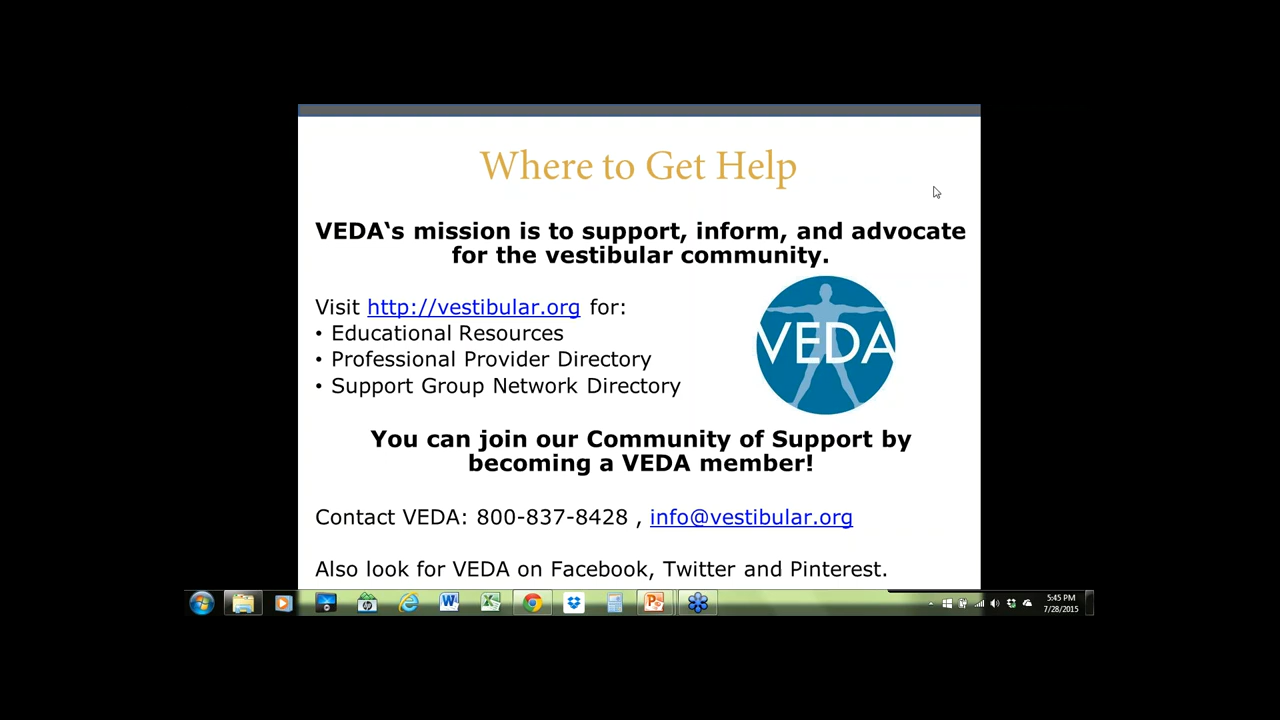 Where to Get Help
VEDA‘s mission is to support, inform, and advocate
for the vestibular community.
Visit http://vestibular.org for:
• Educational Resources
• Professional Provider Directory
• Support Group Network Directory
VEDA
You can join our Community of Support by
becoming a VEDA member!
Contact VEDA: 800-837-8428 , info@vestibular.org
Also look for VEDA on Facebook, Twitter and Pinterest.
5:45 PM
7/28/2015